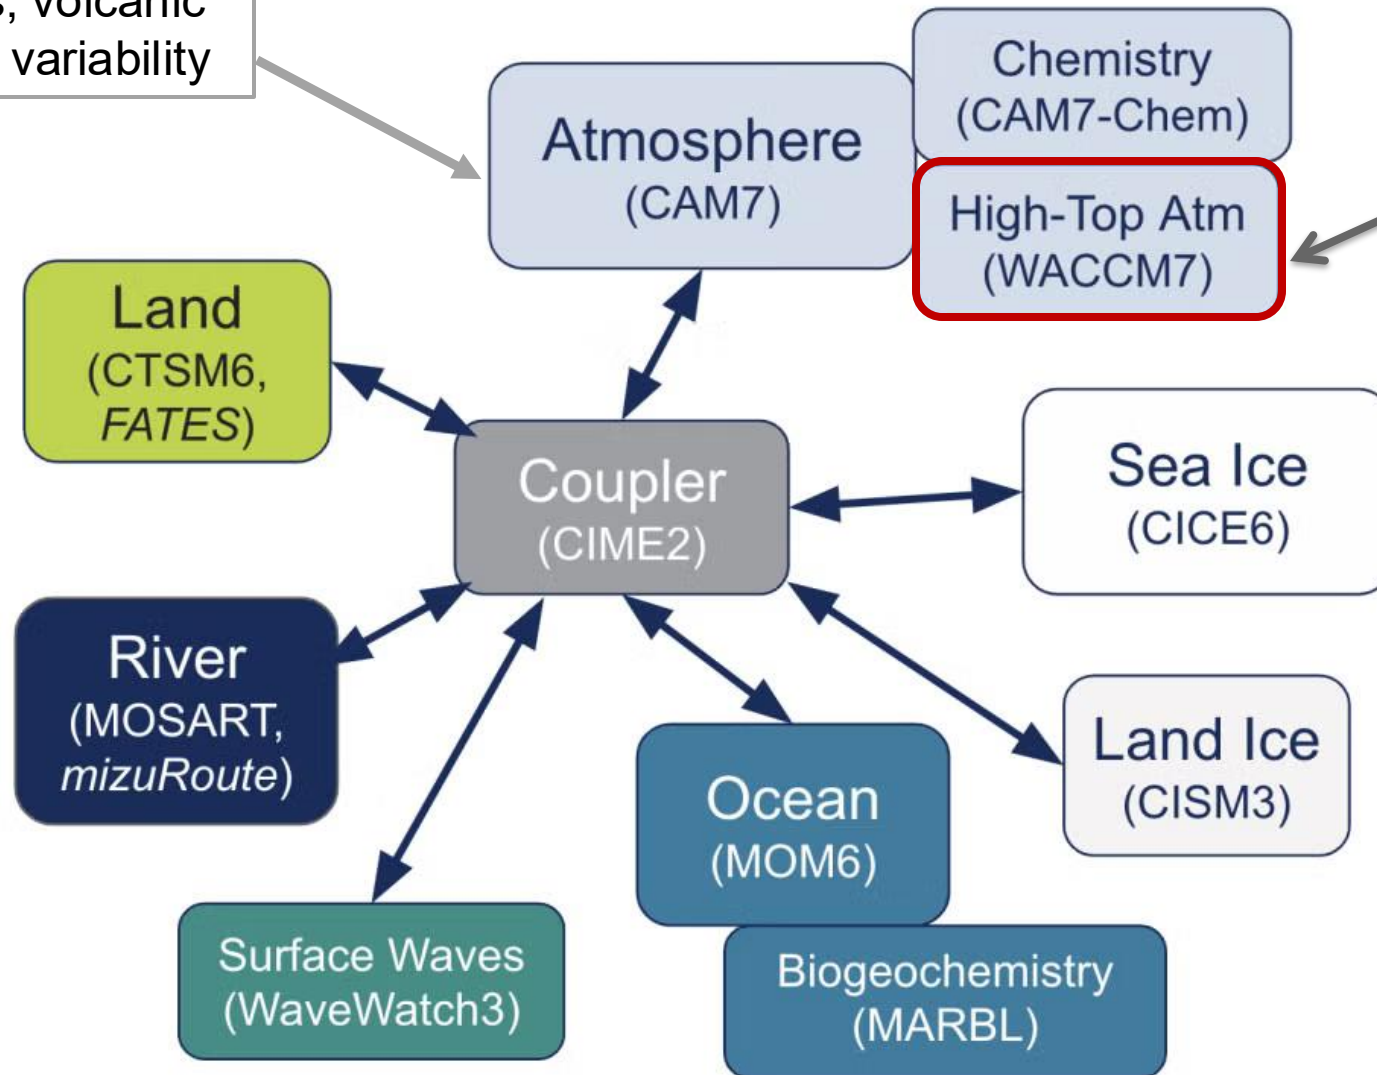 s, volcanic
variability
Atmosphere
(CAM7)
Chemistry
(CAM7-Chem)
High-Top Atm
(WACCM7)
Land
(CTSM6,
FATES)
Coupler
(CIME2)
Sea Ice
(CICE6)
River
(MOSART,
mizuRoute)
Land Ice
(CISM3)
Ocean
(MOM6)
Surface Waves
(WaveWatch3)
Biogeochemistry
(MARBL)